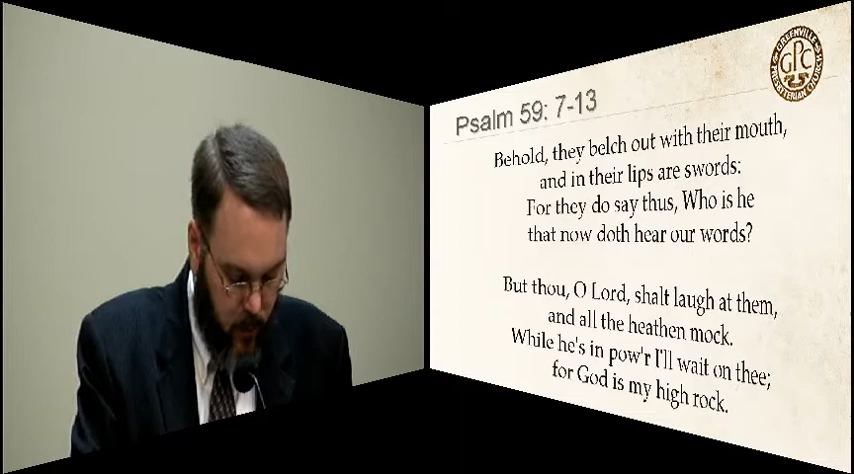 GREENVILLE
GPC
PRESBYTERIAN CHURCH
Psalm 59: 7-13
Behold, they belch out with their mouth,
and in their lips are swords:
For they do say thus, Who is he
that now doth hear our words?
But thou, O Lord, shalt laugh at them,
and all the heathen mock.
While he's in pow'r I'll wait on thee;
for God is my high rock.